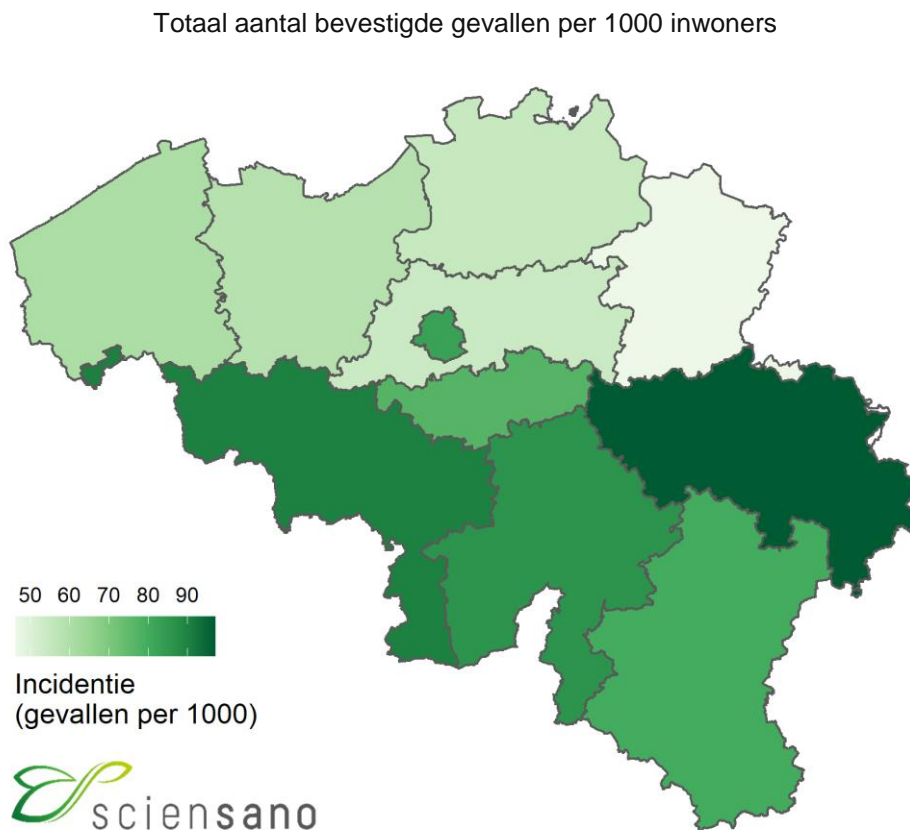 Totaal aantal bevestigde gevallen per 1000 inwoners
50 60 70 80 90
Incidentie
(gevallen per 1000)
sciensano